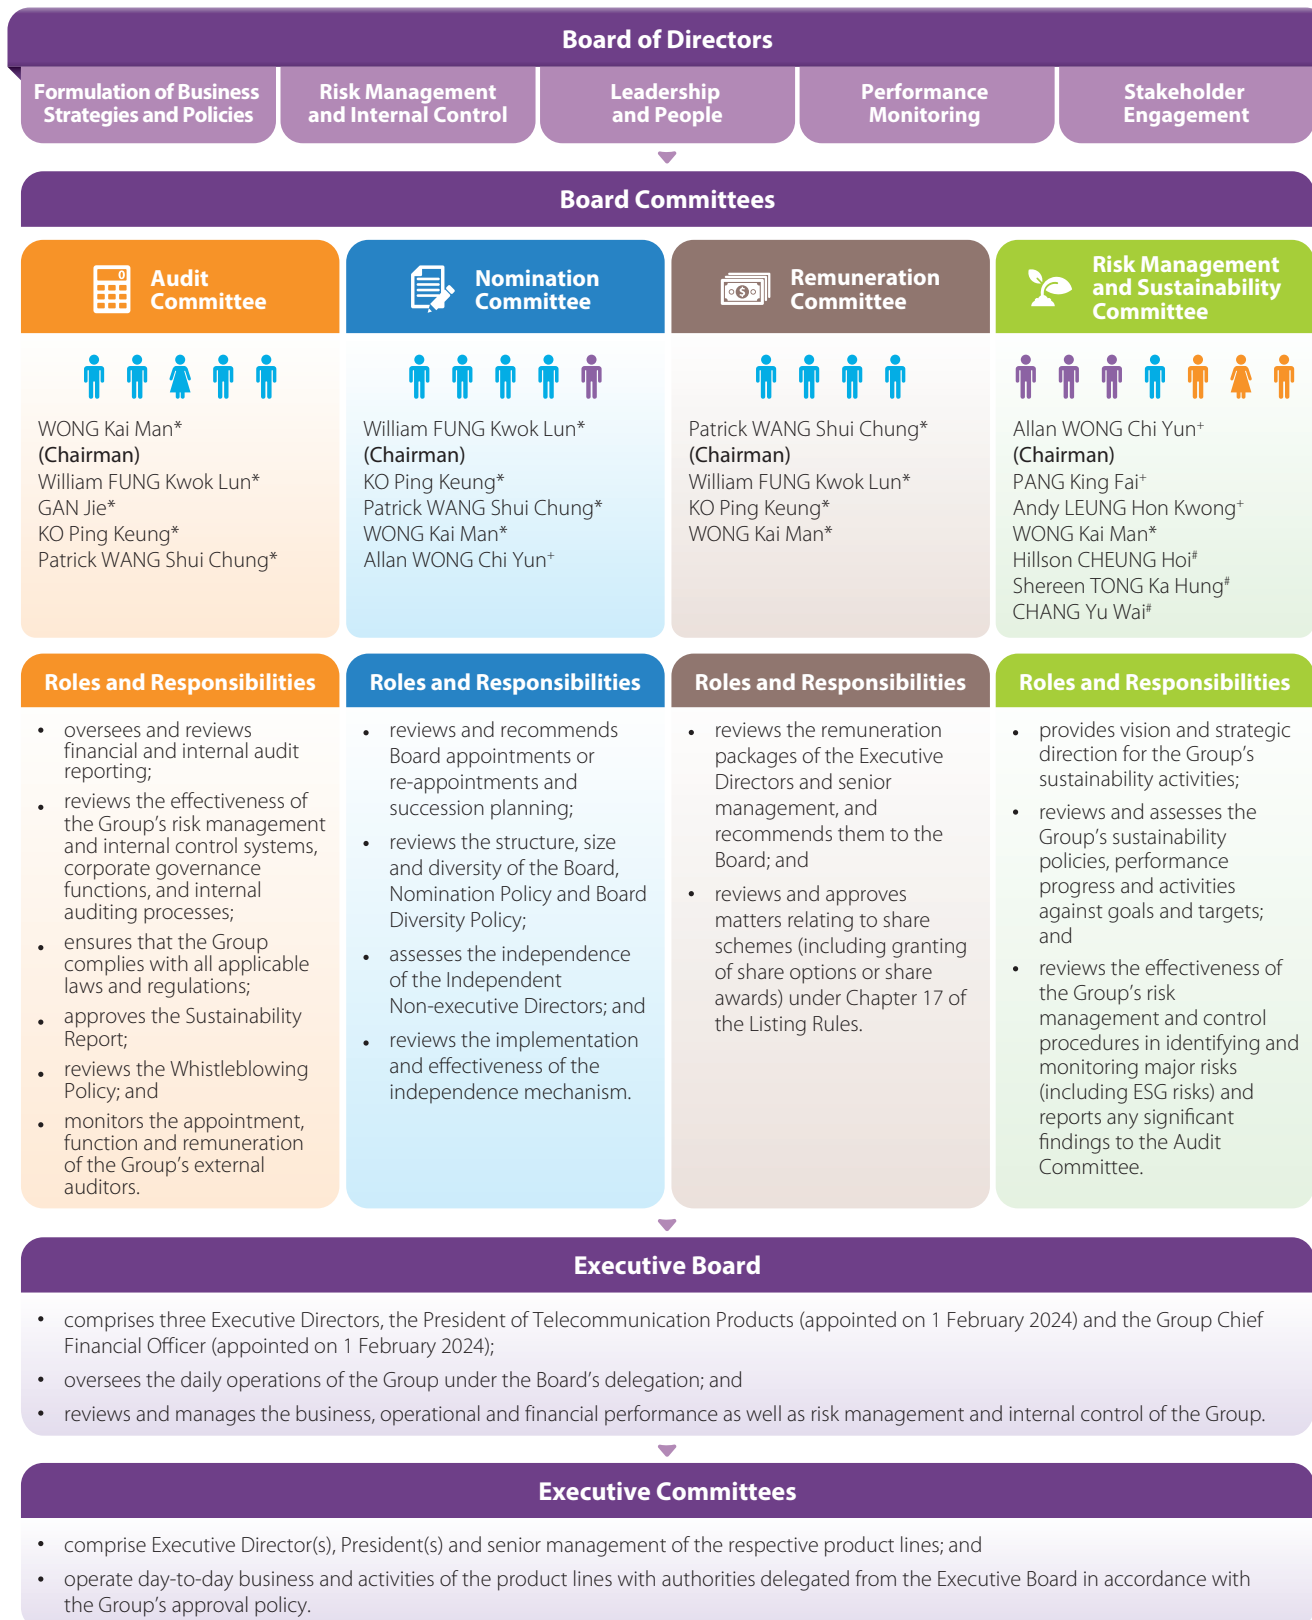 Board of Directors
Formulation of Business
Strategies and Policies
Risk Management
and Internal Control
Leadership
and People
Performance
Monitoring
Stakeholder
Engagement
Board Committees
Audit
Committee
WONG Kai Man*
(Chairman)
William FUNG Kwok Lun*
GAN Jie*
KO Ping Keung*
Patrick WANG Shui Chung*
Nomination
Committee
William FUNG Kwok Lun*
(Chairman)
KO Ping Keung*
Patrick WANG Shui Chung*
WONG Kai Man*
Allan WONG Chi Yun+
Remuneration
Committee
Patrick WANG Shui Chung*
(Chairman)
William FUNG Kwok Lun*
KO Ping Keung*
WONG Kai Man*
Risk Management
and Sustainability
Committee
Allan WONG Chi Yun+
(Chairman)
PANG King Fai+
Andy LEUNG Hon Kwong+
WONG Kai Man*
Hillson CHEUNG Hoi#
Shereen TONG Ka Hung#
CHANG Yu Wai#
Roles and Responsibilities
• oversees and reviews
financial and internal audit
reporting;
• reviews the effectiveness of
the Group's risk management
and internal control systems,
corporate governance
functions, and internal
auditing processes;
• ensures that the Group
complies with all applicable
laws and regulations;
• approves the Sustainability
Report;
• reviews the Whistleblowing
Policy; and
• monitors the appointment,
function and remuneration
of the Group's external
auditors.
Roles and Responsibilities
• reviews and recommends
Board appointments or
re-appointments and
succession planning;
• reviews the structure, size
and diversity of the Board,
Nomination Policy and Board
Diversity Policy;
• assesses the independence
of the Independent
Non-executive Directors; and
• reviews the implementation
and effectiveness of the
independence mechanism.
Roles and Responsibilities
• reviews the remuneration
packages of the Executive
Directors and senior
management, and
recommends them to the
Board; and
• reviews and approves
matters relating to share
schemes (including granting
of share options or share
awards) under Chapter 17 of
the Listing Rules.
Roles and Responsibilities
• provides vision and strategic
direction for the Group's
sustainability activities;
• reviews and assesses the
Group's sustainability
policies, performance
progress and activities
against goals and targets;
and
• reviews the effectiveness of
the Group's risk
management and control
procedures in identifying and
monitoring major risks
(including ESG risks) and
reports any significant
findings to the Audit
Committee.
Executive Board
• comprises three Executive Directors, the President of Telecommunication Products (appointed on 1 February 2024) and the Group Chief
Financial Officer (appointed on 1 February 2024);
• oversees the daily operations of the Group under the Board's delegation; and
• reviews and manages the business, operational and financial performance as well as risk management and internal control of the Group.
Executive Committees
• comprise Executive Director(s), President(s) and senior management of the respective product lines; and
• operate day-to-day business and activities of the product lines with authorities delegated from the Executive Board in accordance with
the Group's approval policy.